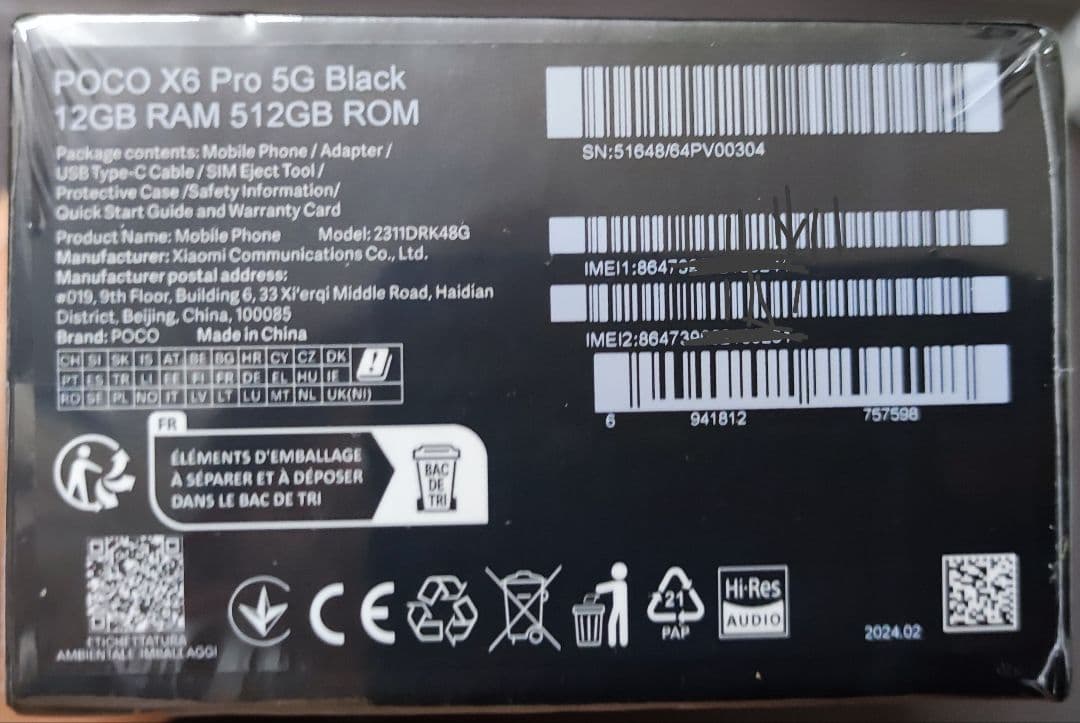 POCO X6 Pro 5G Black
12GB RAM 512GB ROM
Package contents: Mobile Phone / Adapter /
USB Type-C Cable / SIM Eject Tool /
Protective Case /Safety Information/
Quick Start Guide and Warranty Card
Product Name: Mobile Phone Model: 2311DRK48G
Manufacturer: Xiaomi Communications Co., Ltd.
Manufacturer postal address:
#019, 9th Floor, Building 6, 33 Xi'erqi Middle Road, Haidian
District, Beijing, China, 100085
Brand: POCO Made in China
CH SI SK IS AT BE BG HR CY CZ DK
PT ES TR LI EE FI FR DE EL HU IE
RO SE PL NO IT LV LT LU MT NL UK(NI)
SN:51648/64PV00304
IMEI1:86473
IMEI2:864739
6 941812 757598
FR
ÉLÉMENTS D'EMBALLAGE
À SÉPARER ET À DÉPOSER
DANS LE BAC DE TRI
BAC
DE
TRI
ETICHETTATURA
AMBIENTALE IMBALLAGGI
CE
21
PAP
Hi-Res
AUDIO
2024.02